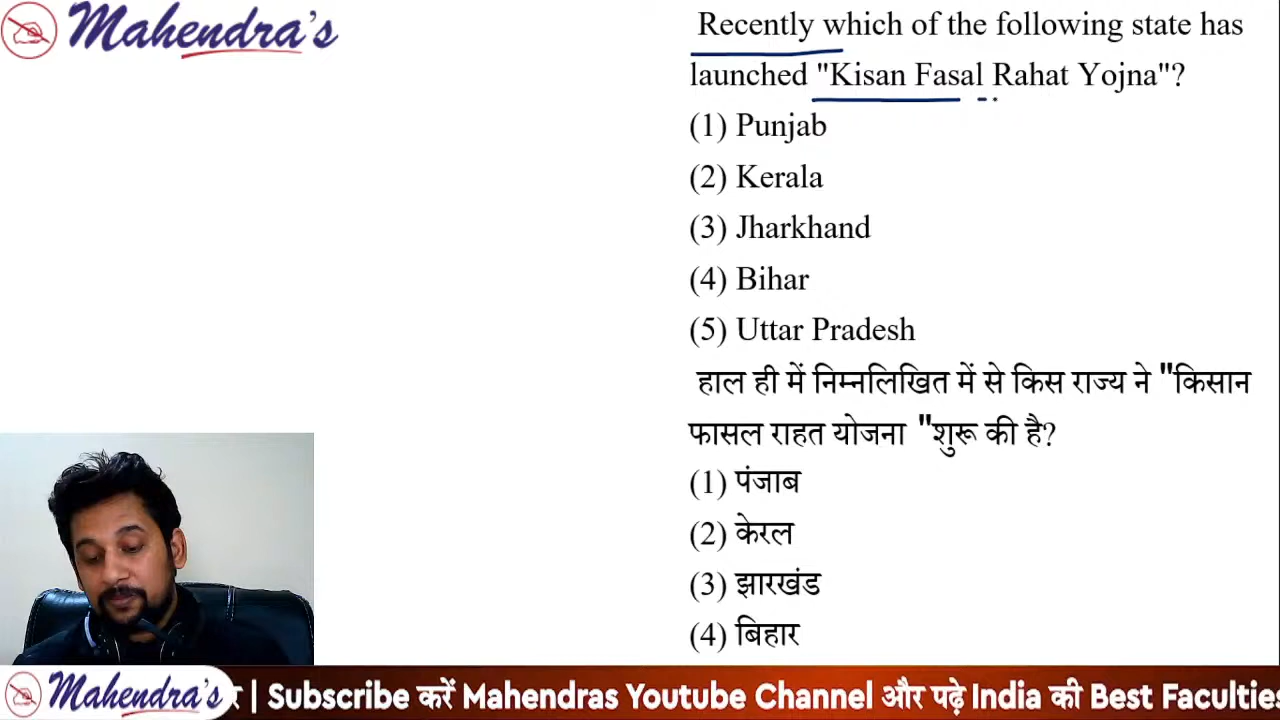 Mahendra's
Recently which of the following state has
launched "Kisan Fasal Rahat Yojna"?
(1) Punjab
(2) Kerala
(3) Jharkhand
(4) Bihar
(5) Uttar Pradesh
हाल ही में निम्नलिखित में से किस राज्य ने "किसान
फासल राहत योजना "शुरू की है?
(1) पंजाब
(2) केरल
(3) झारखंड
(4) बिहार
Mahendra's | Subscribe करें Mahendras Youtube Channel और पढ़े India की Best Faculties